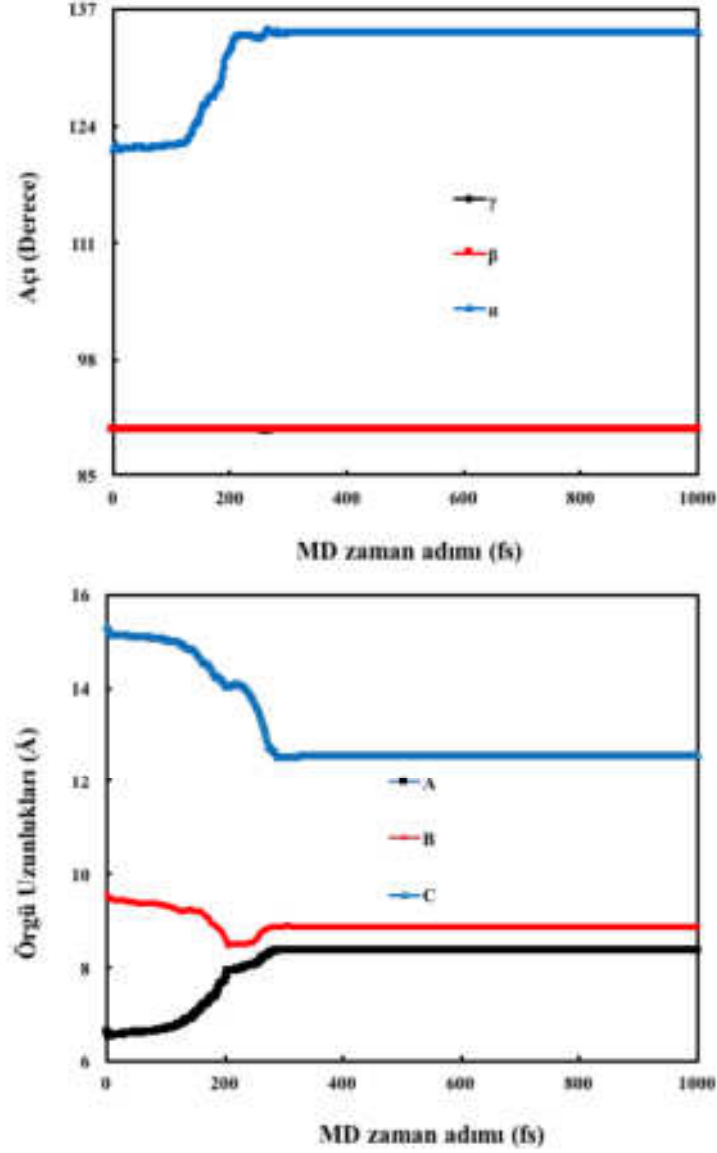 137
124
111
98
85
Açı (Derece)
γ
β
α
0 200 400 600 800 1000
MD zaman adımı (fs)
16
14
12
10
8
6
Örgü Uzunlukları (Å)
A
B
C
0 200 400 600 800 1000
MD zaman adımı (fs)